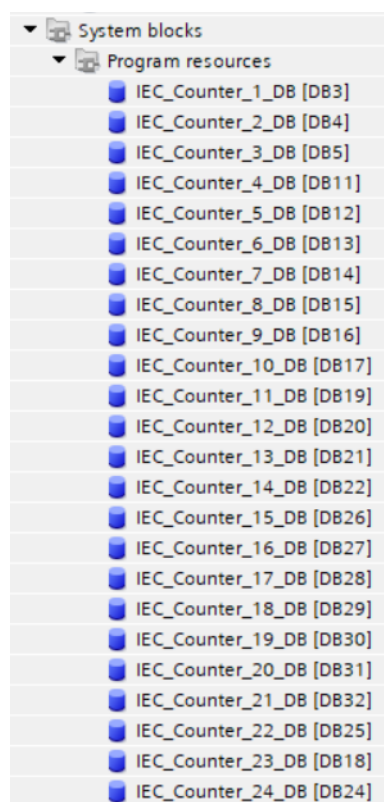 System blocks
Program resources
IEC_Counter_1_DB [DB3]
IEC_Counter_2_DB [DB4]
IEC_Counter_3_DB [DB5]
IEC_Counter_4_DB [DB11]
IEC_Counter_5_DB [DB12]
IEC_Counter_6_DB [DB13]
IEC_Counter_7_DB [DB14]
IEC_Counter_8_DB [DB15]
IEC_Counter_9_DB [DB16]
IEC_Counter_10_DB [DB17]
IEC_Counter_11_DB [DB19]
IEC_Counter_12_DB [DB20]
IEC_Counter_13_DB [DB21]
IEC_Counter_14_DB [DB22]
IEC_Counter_15_DB [DB26]
IEC_Counter_16_DB [DB27]
IEC_Counter_17_DB [DB28]
IEC_Counter_18_DB [DB29]
IEC_Counter_19_DB [DB30]
IEC_Counter_20_DB [DB31]
IEC_Counter_21_DB [DB32]
IEC_Counter_22_DB [DB25]
IEC_Counter_23_DB [DB18]
IEC_Counter_24_DB [DB24]